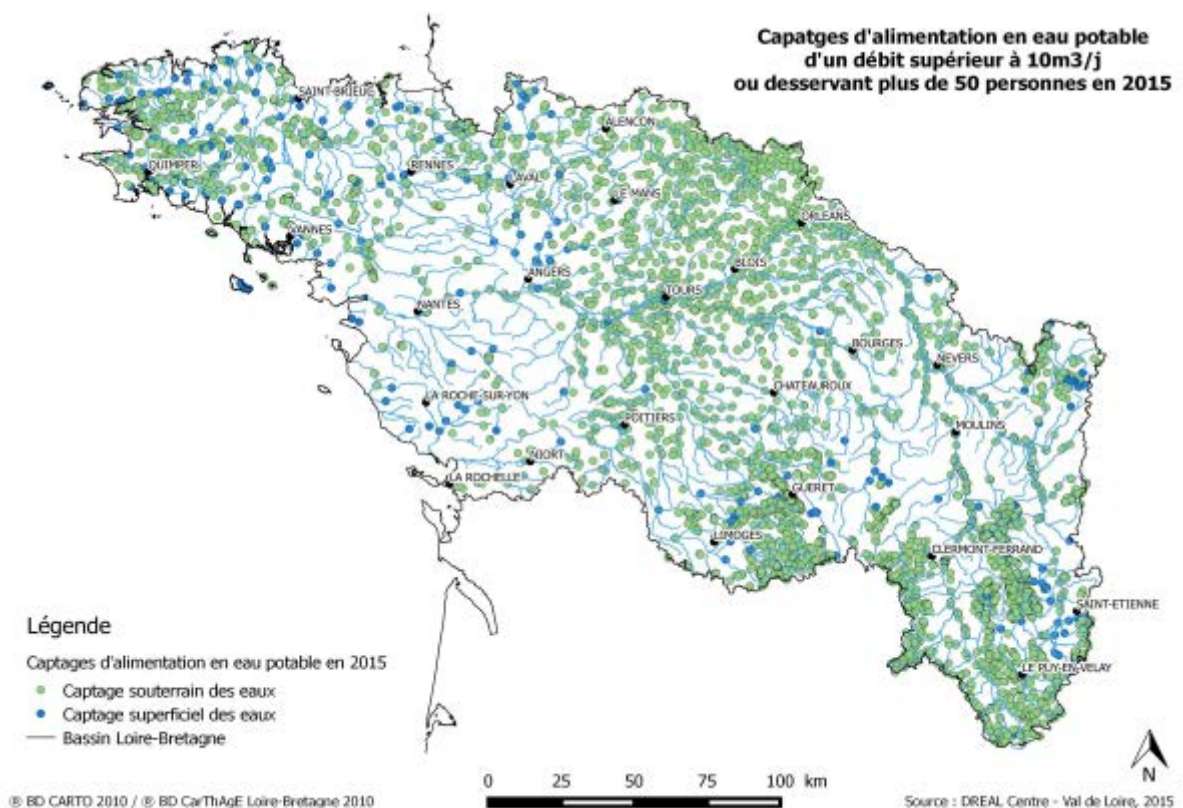 Capatges d'alimentation en eau potable
d'un débit supérieur à 10m3/j
ou desservant plus de 50 personnes en 2015
SAINT-BRIEUC
ALENCON
QUIMPER
RENNES
LAVAL
LE MANS
ORLEANS
VANNES
BLOIS
ANGERS
TOURS
NANTES
BOURGES
NEVERS
CHATEAUROUX
LA ROCHE-SUR-YON
POITIERS
MOULINS
NIORT
LA ROCHELLE
GUERET
LIMOGES
CLERMONT-FERRAND
SAINT-ETIENNE
LE PUY-EN-VELAY
Légende
Captages d'alimentation en eau potable en 2015
Captage souterrain des eaux
Captage superficiel des eaux
Bassin Loire-Bretagne
N
0 25 50 75 100 km
® BD CARTO 2010 / ® BD CarThAgE Loire-Bretagne 2010
Source : DREAL Centre - Val de Loire, 2015